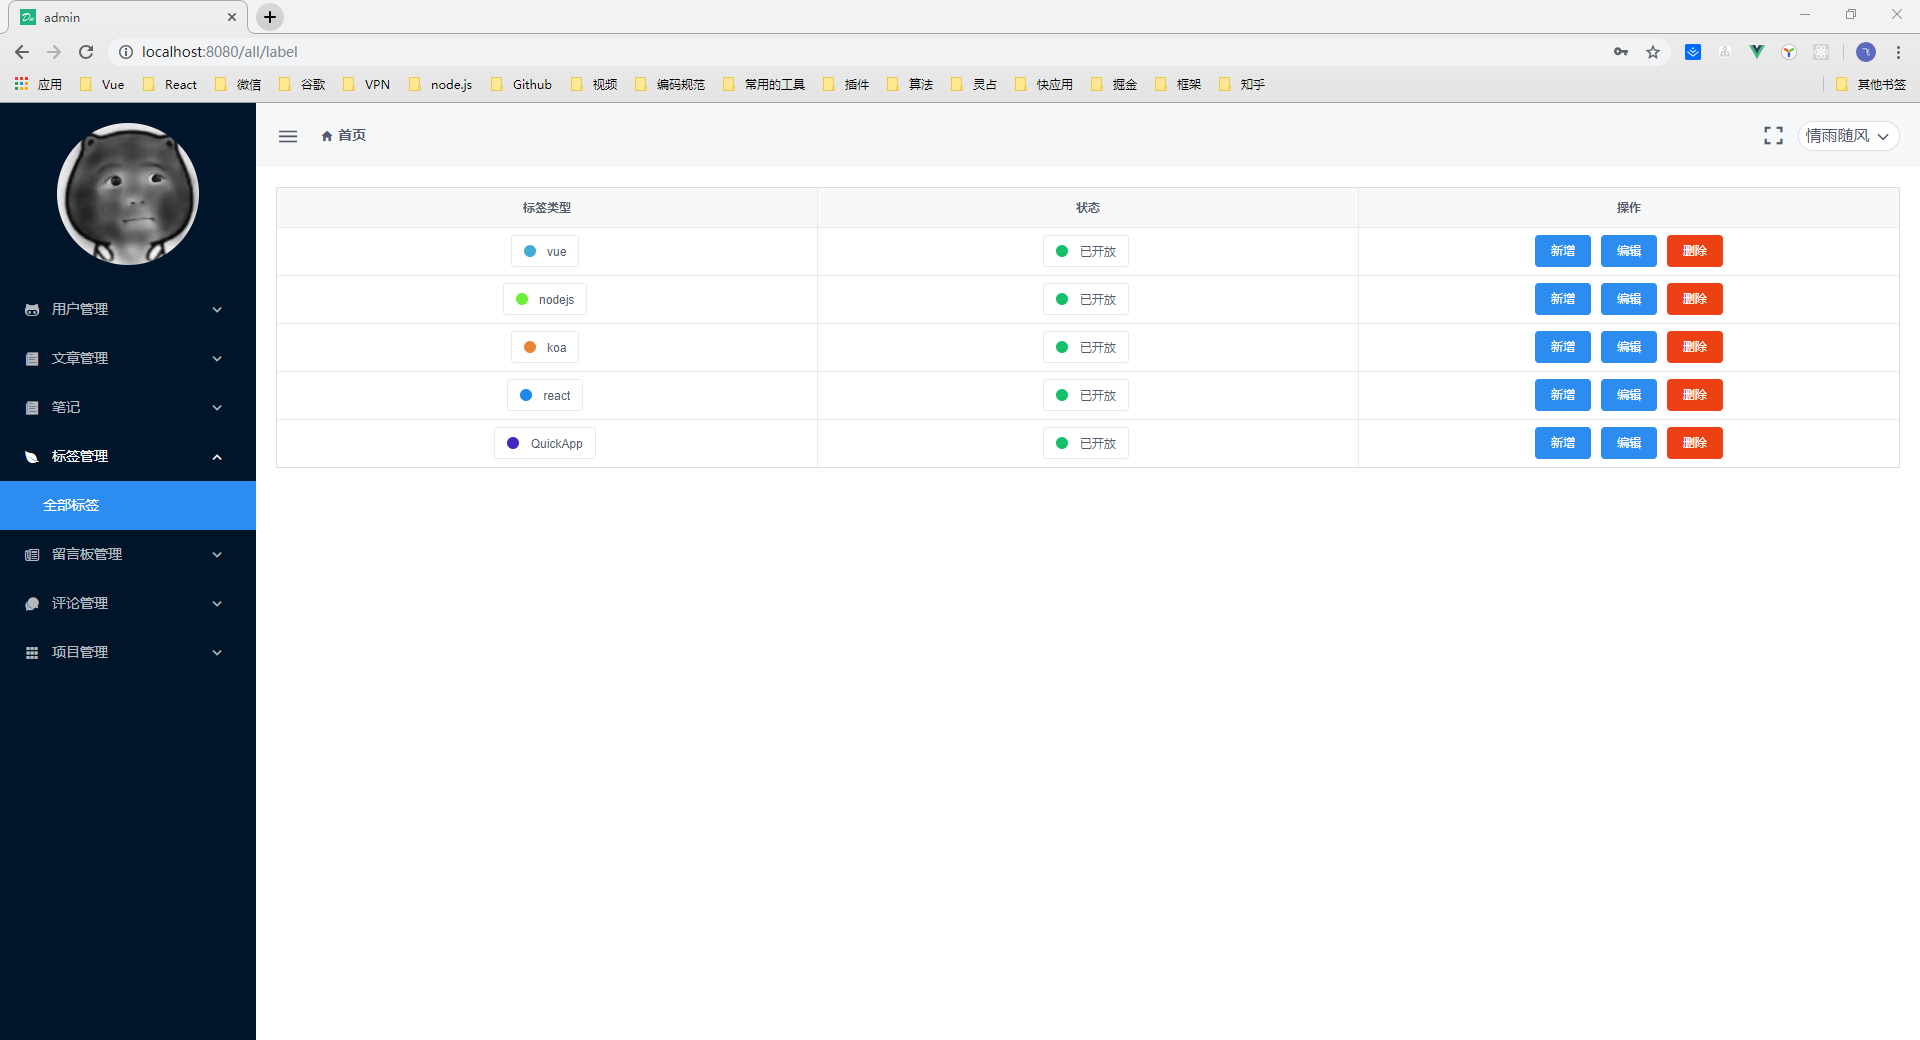 admin
localhost:8080/all/label
应用 Vue React 微信 谷歌 VPN node.js Github 视频 编码规范 常用的工具 插件 算法 灵占 快应用 掘金 框架 知乎 其他书签
首页 情雨随风
用户管理
文章管理
笔记
标签管理
全部标签
留言板管理
评论管理
项目管理
标签类型 状态 操作
vue 已开放 新增 编辑 删除
nodejs 已开放 新增 编辑 删除
koa 已开放 新增 编辑 删除
react 已开放 新增 编辑 删除
QuickApp 已开放 新增 编辑 删除